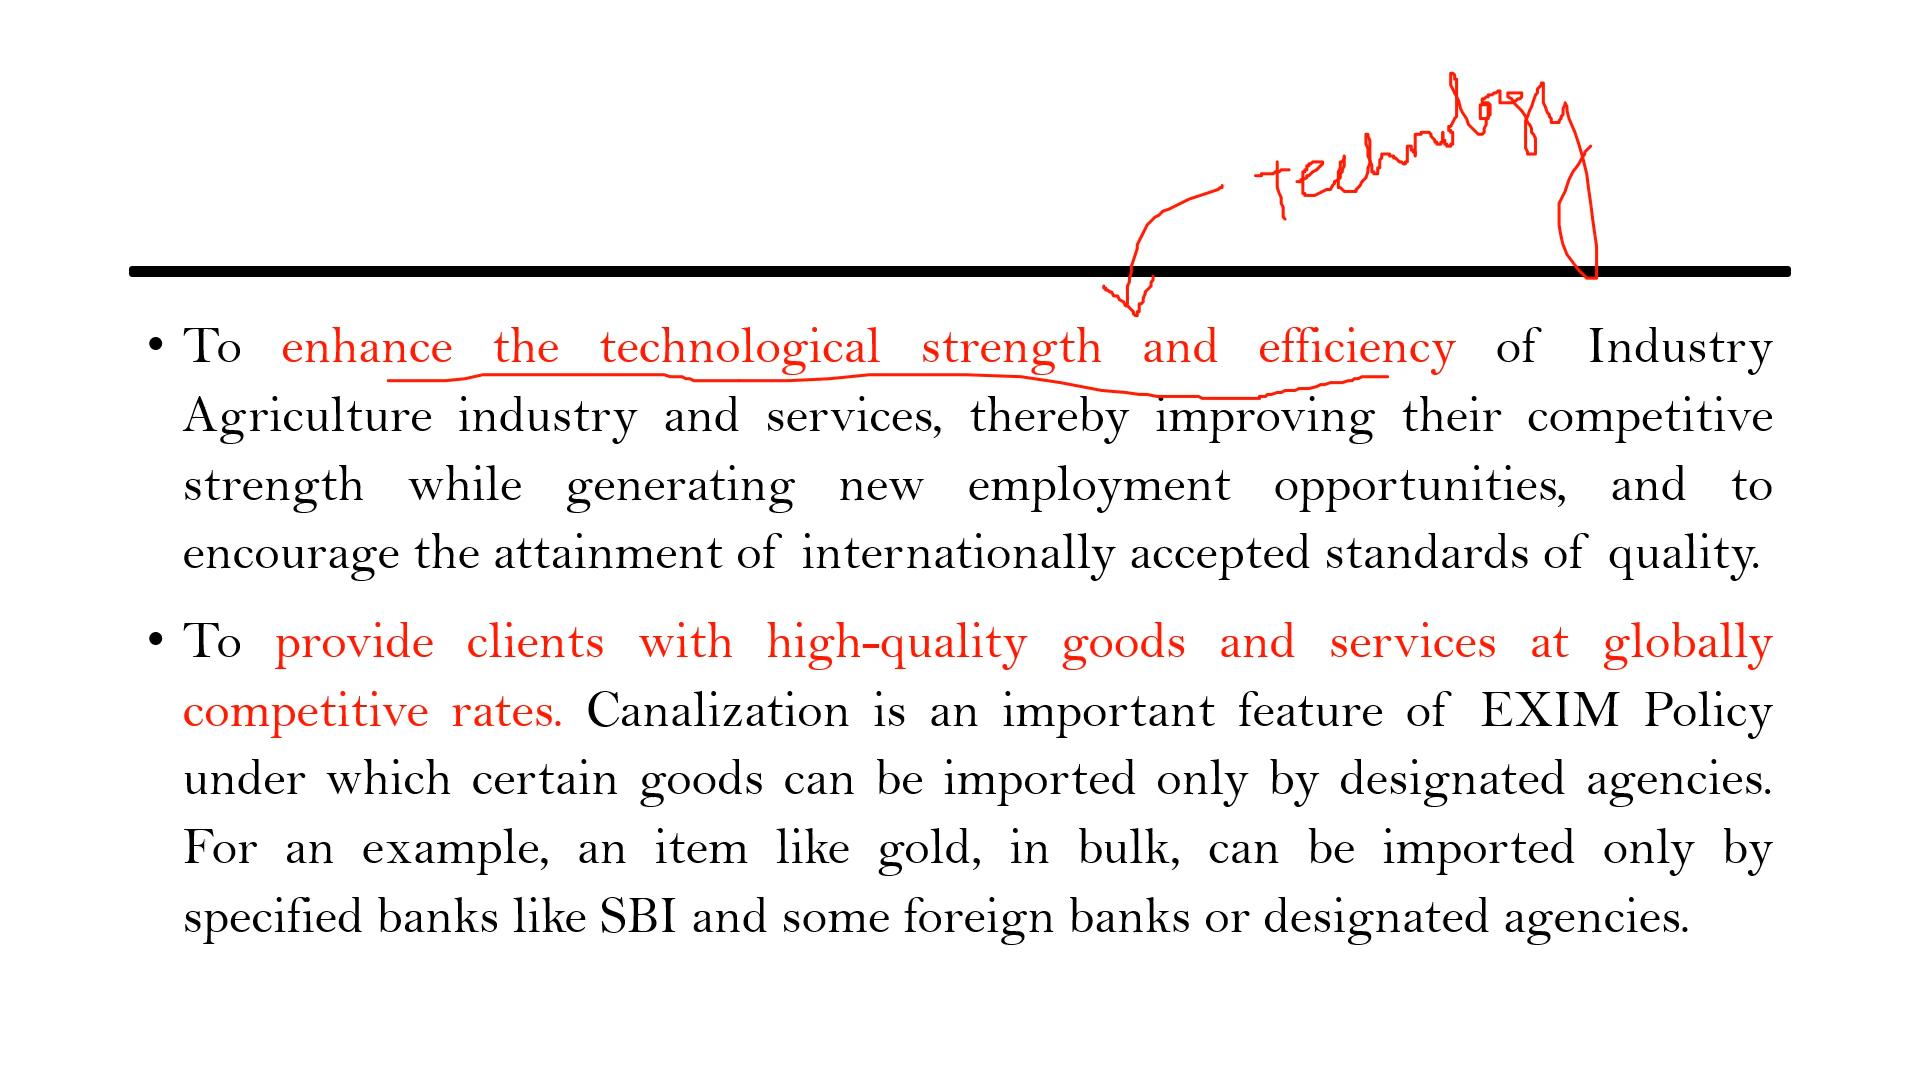 technology
• To enhance the technological strength and efficiency of Industry
Agriculture industry and services, thereby improving their competitive
strength while generating new employment opportunities, and to
encourage the attainment of internationally accepted standards of quality.
• To provide clients with high-quality goods and services at globally
competitive rates. Canalization is an important feature of EXIM Policy
under which certain goods can be imported only by designated agencies.
For an example, an item like gold, in bulk, can be imported only by
specified banks like SBI and some foreign banks or designated agencies.